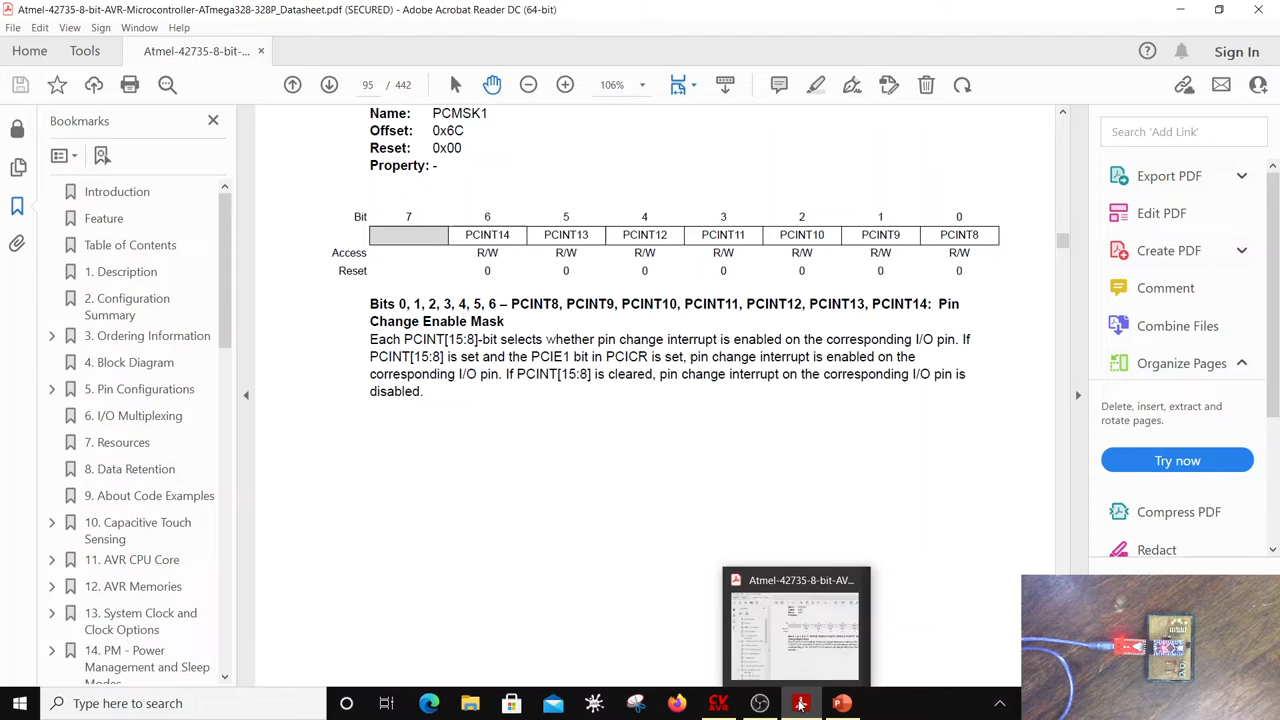 Atmel-42735-8-bit-AVR-Microcontroller-ATmega328-328P_Datasheet.pdf (SECURED) - Adobe Acrobat Reader DC (64-bit)
File Edit View Sign Window Help
Home Tools Atmel-42735-8-bit-... × Sign In
95 / 442 106%
Bookmarks
Introduction
Feature
Table of Contents
1. Description
2. Configuration
Summary
3. Ordering Information
4. Block Diagram
5. Pin Configurations
6. I/O Multiplexing
7. Resources
8. Data Retention
9. About Code Examples
10. Capacitive Touch
Sensing
11. AVR CPU Core
12. AVR Memories
System Clock and
Clock Options
Management and Sleep
Name: PCMSK1
Offset: 0x6C
Reset: 0x00
Property: -
Bit 7 6 5 4 3 2 1 0
PCINT14 PCINT13 PCINT12 PCINT11 PCINT10 PCINT9 PCINT8
Access R/W R/W R/W R/W R/W R/W R/W
Reset 0 0 0 0 0 0 0
Bits 0, 1, 2, 3, 4, 5, 6 – PCINT8, PCINT9, PCINT10, PCINT11, PCINT12, PCINT13, PCINT14: Pin
Change Enable Mask
Each PCINT[15:8]-bit selects whether pin change interrupt is enabled on the corresponding I/O pin. If
PCINT[15:8] is set and the PCIE1 bit in PCICR is set, pin change interrupt is enabled on the
corresponding I/O pin. If PCINT[15:8] is cleared, pin change interrupt on the corresponding I/O pin is
disabled.
Search 'Add Link'
Export PDF
Edit PDF
Create PDF
Comment
Combine Files
Organize Pages
Delete, insert, extract and
rotate pages.
Try now
Compress PDF
Redact
Atmel-42735-8-bit-AV...
Type here to search
CV
AVR